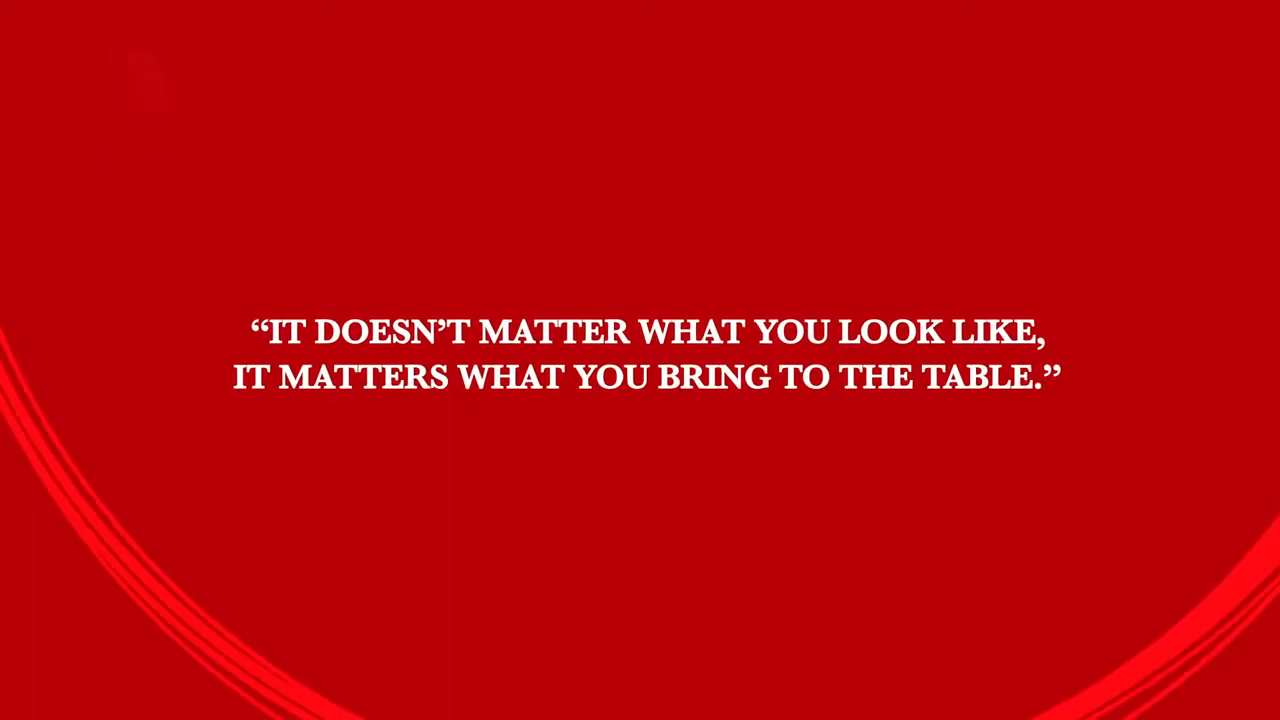 “IT DOESN’T MATTER WHAT YOU LOOK LIKE,
IT MATTERS WHAT YOU BRING TO THE TABLE.”